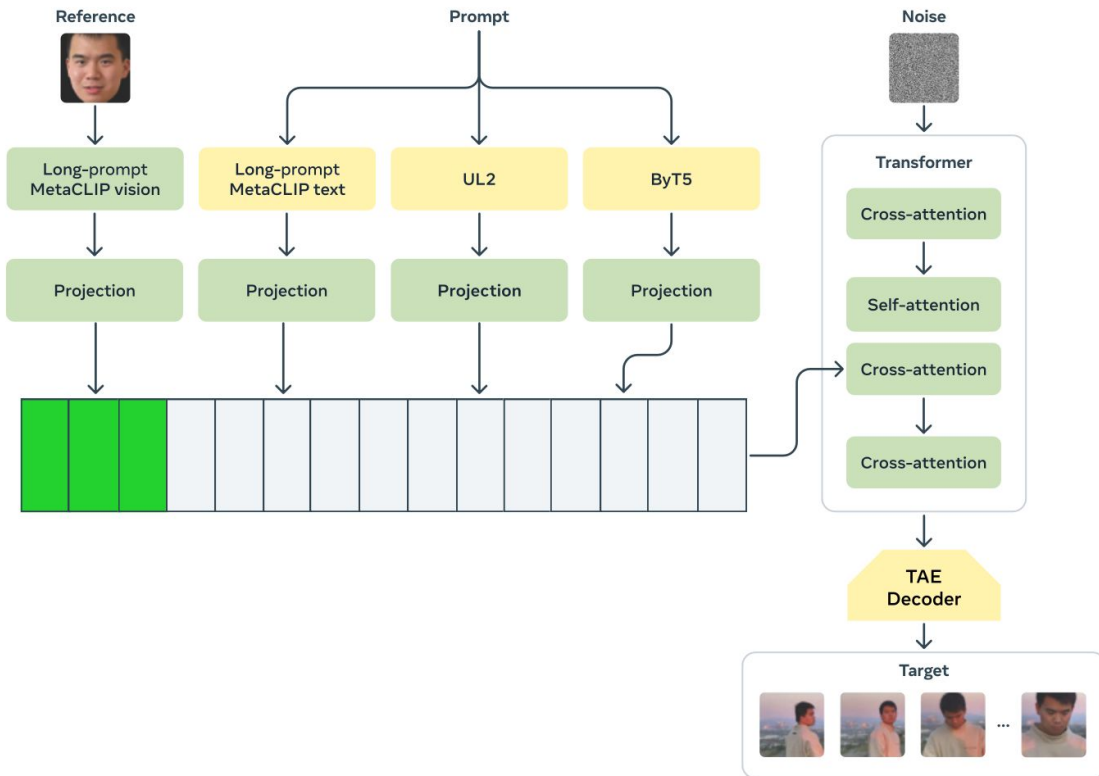 Reference
Prompt
Noise
Long-prompt
MetaCLIP vision
Long-prompt
MetaCLIP text
UL2
ByT5
Transformer
Cross-attention
Projection
Projection
Projection
Projection
Self-attention
Cross-attention
Cross-attention
TAE
Decoder
Target
...